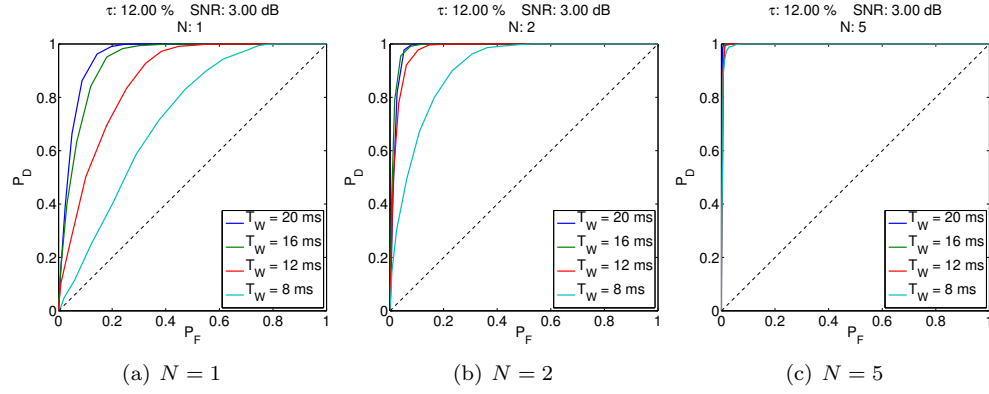 τ: 12.00 % SNR: 3.00 dB
N: 1
1
0.8
0.6
0.4
0.2
0
P_D
0 0.2 0.4 0.6 0.8 1
P_F
T_W = 20 ms
T_W = 16 ms
T_W = 12 ms
T_W = 8 ms
(a) N = 1
τ: 12.00 % SNR: 3.00 dB
N: 2
1
0.8
0.6
0.4
0.2
0
P_D
0 0.2 0.4 0.6 0.8 1
P_F
T_W = 20 ms
T_W = 16 ms
T_W = 12 ms
T_W = 8 ms
(b) N = 2
τ: 12.00 % SNR: 3.00 dB
N: 5
1
0.8
0.6
0.4
0.2
0
P_D
0 0.2 0.4 0.6 0.8 1
P_F
T_W = 20 ms
T_W = 16 ms
T_W = 12 ms
T_W = 8 ms
(c) N = 5